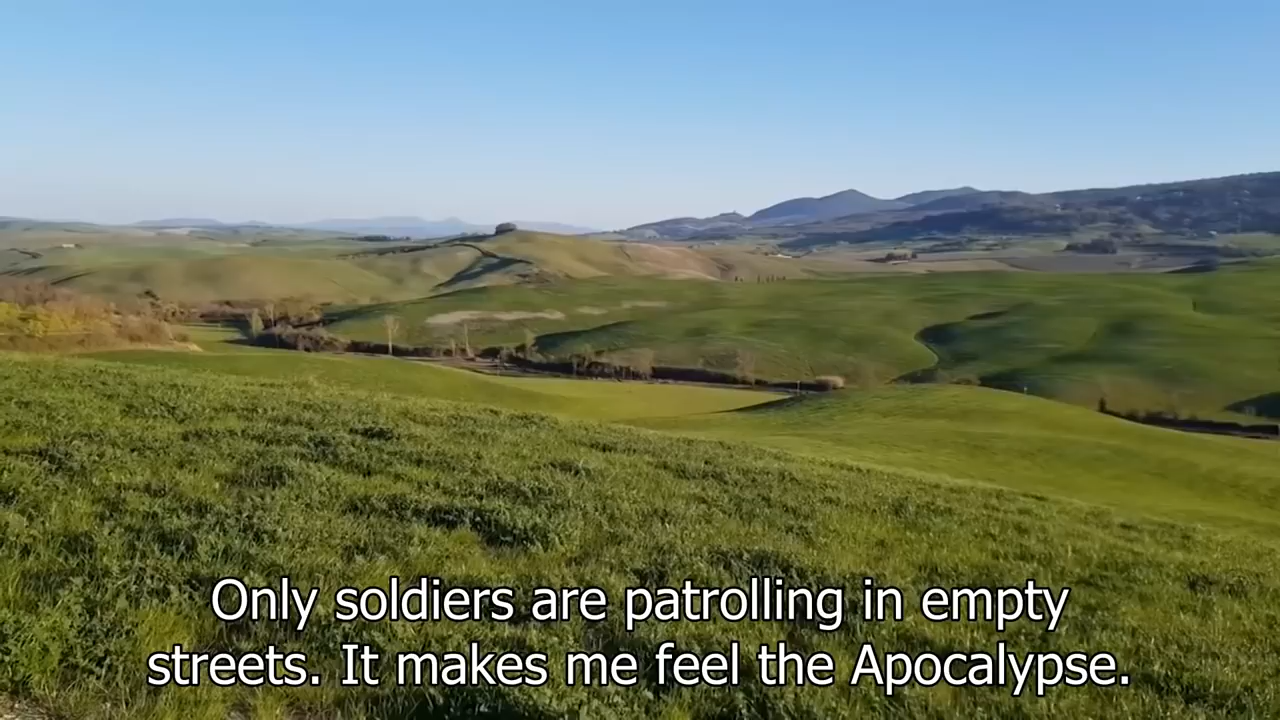 Only soldiers are patrolling in empty
streets. It makes me feel the Apocalypse.